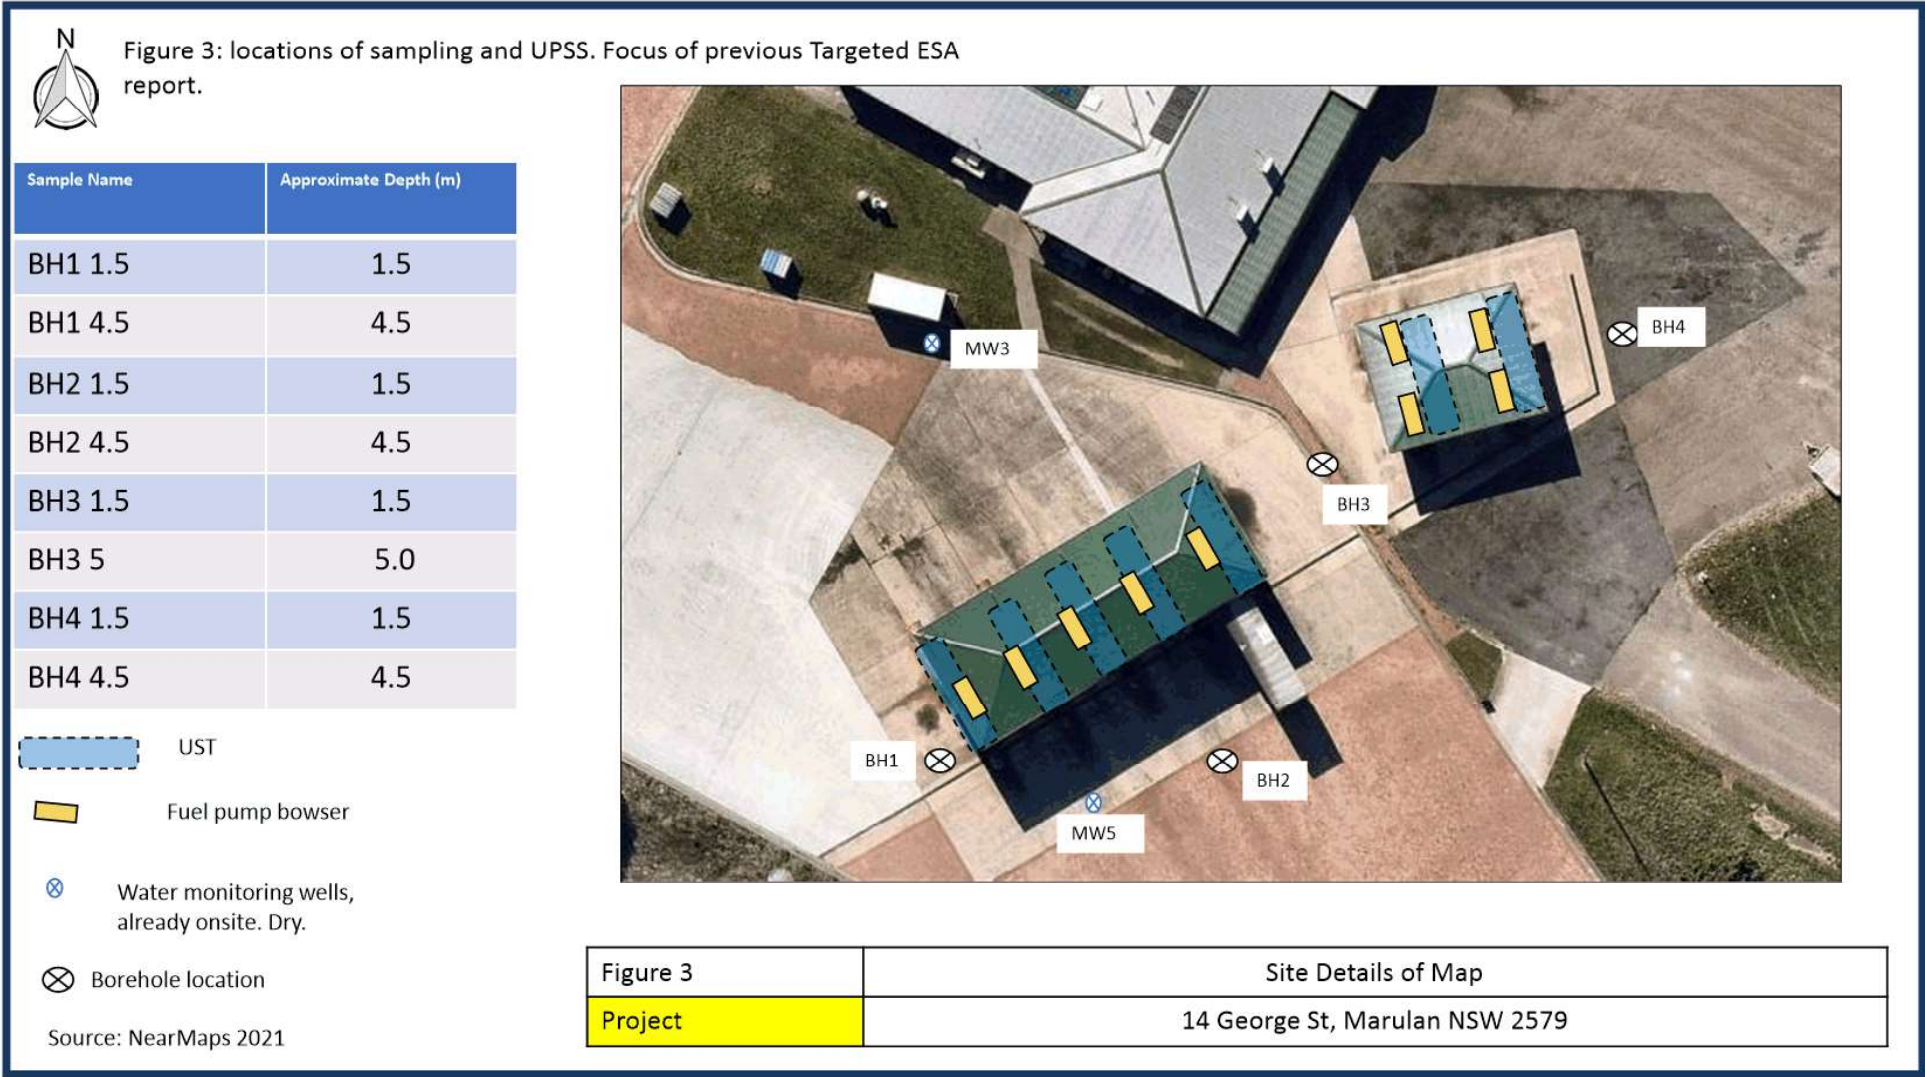 N
Figure 3: locations of sampling and UPSS. Focus of previous Targeted ESA
report.
Sample Name Approximate Depth (m)
BH1 1.5 1.5
BH1 4.5 4.5
BH2 1.5 1.5
BH2 4.5 4.5
BH3 1.5 1.5
BH3 5 5.0
BH4 1.5 1.5
BH4 4.5 4.5
UST
Fuel pump bowser
Water monitoring wells,
already onsite. Dry.
Borehole location
Source: NearMaps 2021
BH4
MW3
BH3
BH1
BH2
MW5
Figure 3 Site Details of Map
Project 14 George St, Marulan NSW 2579